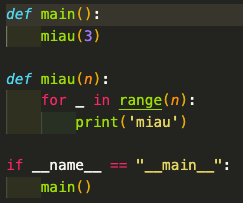 def main():
    miau(3)

def miau(n):
    for _ in range(n):
        print('miau')

if __name__ == "__main__":
    main()